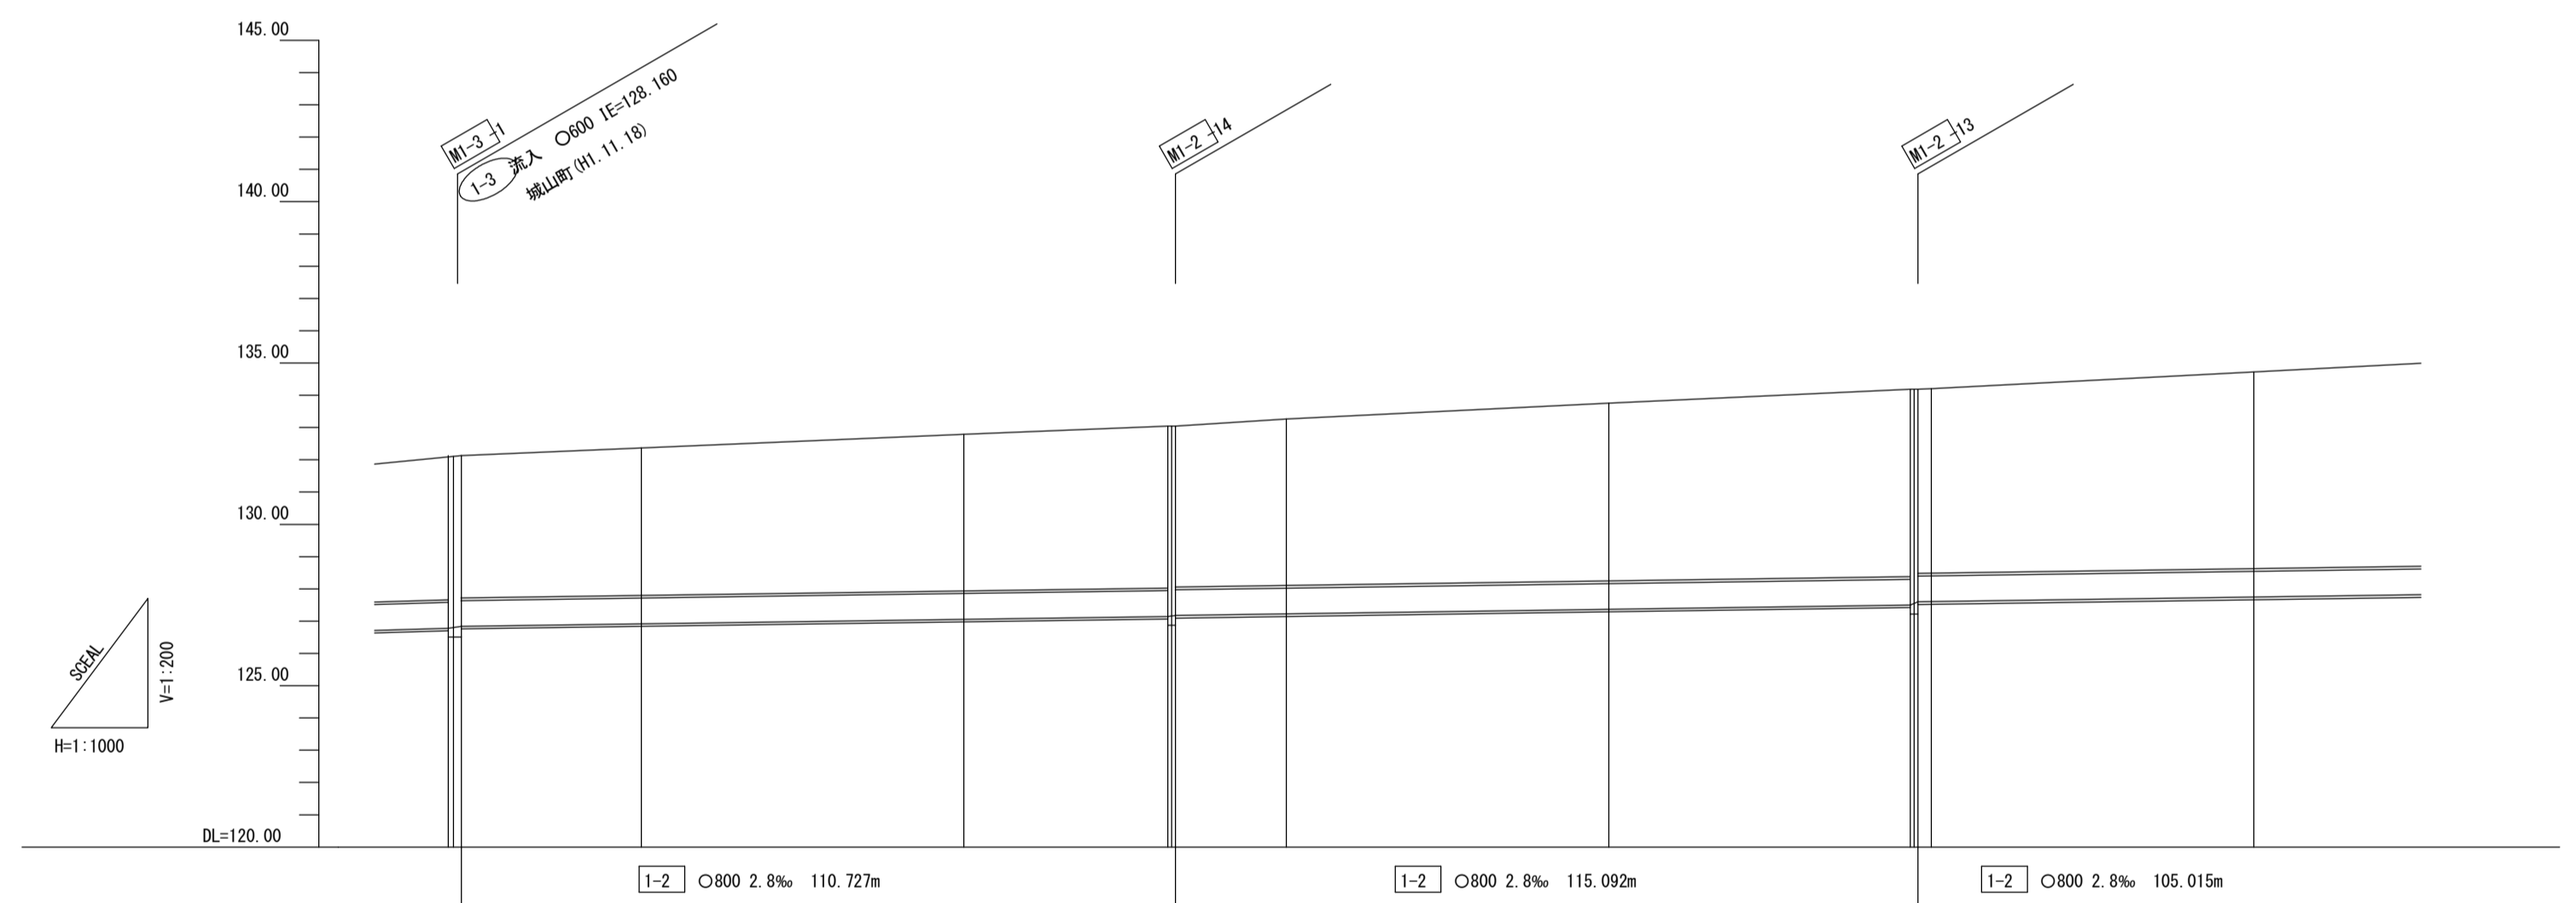 145.00
140.00
135.00
130.00
125.00
DL=120.00
M1-3 -1
1-3 流入 ○600 IE=128.160
城山町(H1.11.18)
M1-2 -14
M1-2 -13
SCEAL
V=1:200
H=1:1000
1-2 ○800 2.8‰ 110.727m
1-2 ○800 2.8‰ 115.092m
1-2 ○800 2.8‰ 105.015m